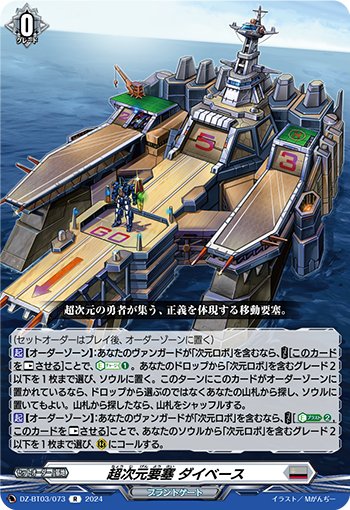 0
グレード
5
3
GO
超次元の勇者が集う、正義を体現する移動要塞。
(セットオーダーはプレイ後、オーダーゾーンに置く)
起【オーダーゾーン】:あなたのヴァンガードが「次元ロボ」を含むなら、[このカード
を させる]ことで、1。あなたのドロップから「次元ロボ」を含むグレード2
以下を1枚まで選び、ソウルに置く。このターンにこのカードがオーダーゾーン
に置かれているなら、ドロップから選ぶのではなくあなたの山札から探し、ソウルに置
いてもよい。山札から探したなら、山札をシャッフルする。
起【オーダーゾーン】:あなたのヴァンガードが「次元ロボ」を含むなら、[ブラスト2,
このカードを させる]ことで、あなたのソウルから「次元ロボ」を含むグレード2
以下を1枚まで選び、Rにコールする。
セットオーダー
超次元要塞 ダイベース
ブラントゲート
DZ-BT03/073 R 2024
イラスト/Mがんぢー